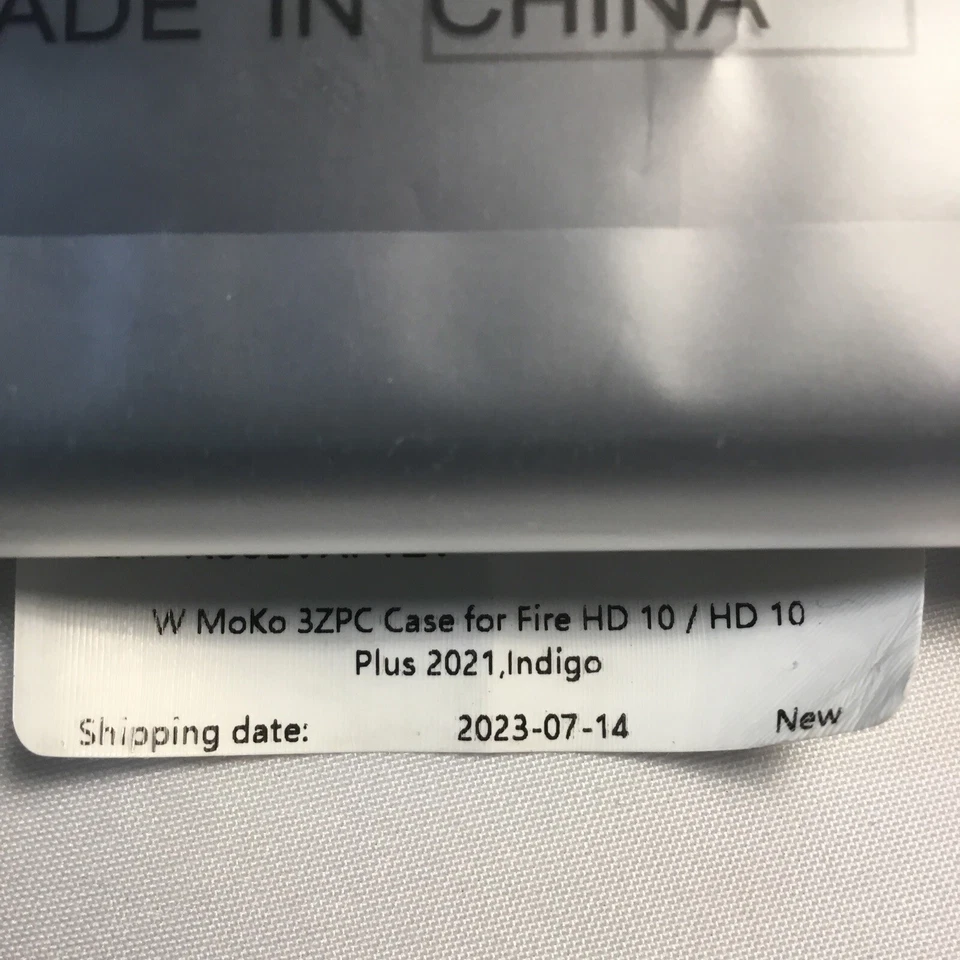 MADE IN CHINA
W MoKo 3ZPC Case for Fire HD 10 / HD 10
Plus 2021,Indigo
Shipping date: 2023-07-14 New